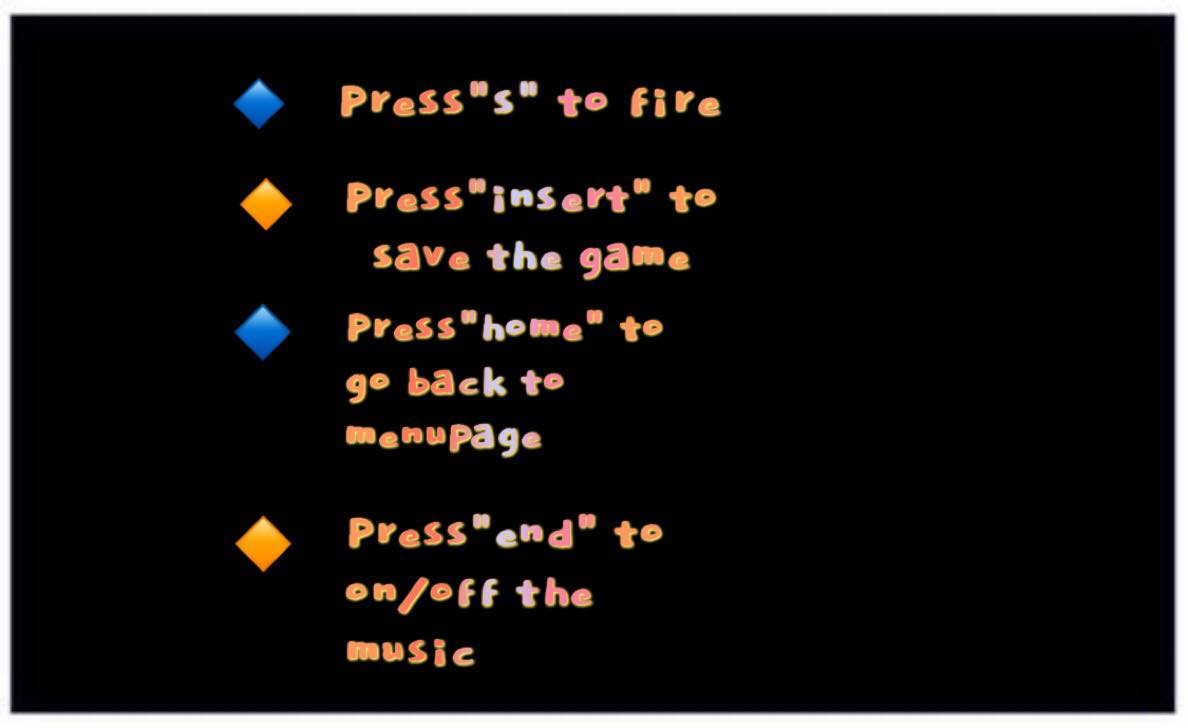 Press"s" to fire
Press"insert" to
save the game
Press"home" to
go back to
menupage
Press"end" to
on/off the
music